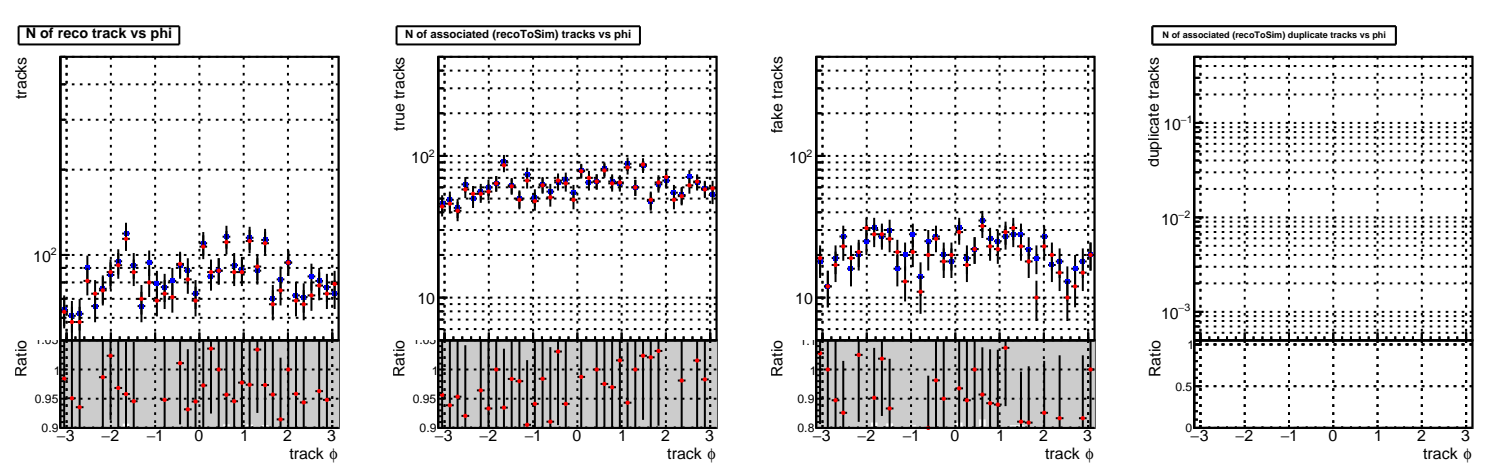 N of reco track vs phi
N of associated (recoToSim) tracks vs phi
N of associated (recoToSim) duplicate tracks vs phi
tracks
10²
Ratio
1
0.95
0.9
−3 −2 −1 0 1 2 3
track ϕ
true tracks
10²
10
Ratio
1
0.95
0.9
−3 −2 −1 0 1 2 3
track ϕ
fake tracks
10²
10
Ratio
1
0.9
0.8
−3 −2 −1 0 1 2 3
track ϕ
duplicate tracks
10⁻¹
10⁻²
10⁻³
Ratio
1
0.5
0
−3 −2 −1 0 1 2 3
track ϕ